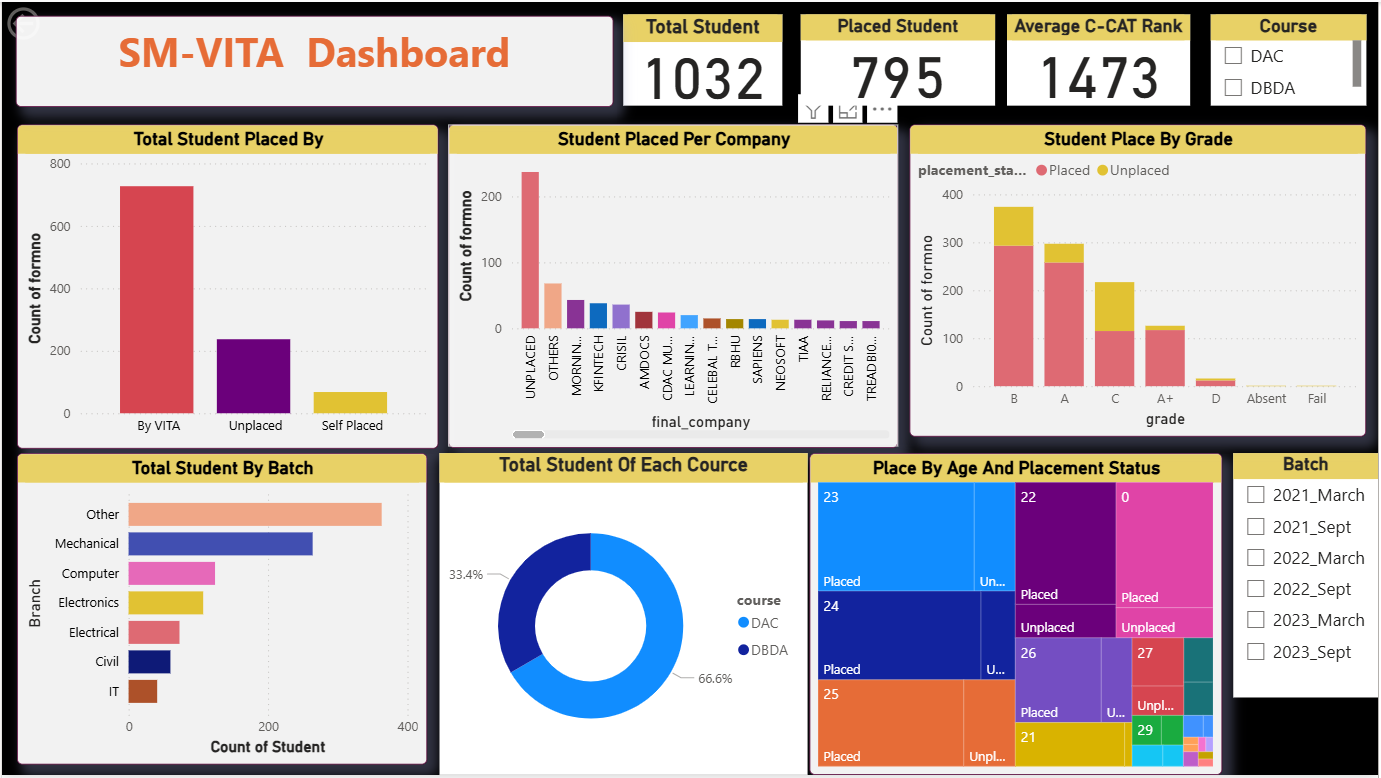 SM-VITA Dashboard
Total Student
1032
Placed Student
795
Average C-CAT Rank
1473
Course
DAC
DBDA
Total Student Placed By
Count of formno
800
600
400
200
0
By VITA
Unplaced
Self Placed
Student Placed Per Company
Count of formno
200
100
0
UNPLACED
OTHERS
MORNIN...
KFINTECH
CRISIL
AMDOCS
CDAC MU...
LEARNIN...
CELEBAL T...
RBHU
SAPIENS
NEOSOFT
TIAA
RELIANCE...
CREDIT S...
TREADBI0...
final_company
Student Place By Grade
placement_sta... Placed Unplaced
Count of formno
400
300
200
100
0
B
A
C
A+
D
Absent
Fail
grade
Total Student By Batch
Branch
Other
Mechanical
Computer
Electronics
Electrical
Civil
IT
0 200 400
Count of Student
Total Student Of Each Cource
33.4%
66.6%
course
DAC
DBDA
Place By Age And Placement Status
23
Placed
Un...
24
Placed
U...
25
Placed
Unpl...
22
Placed
Unplaced
0
Placed
Unplaced
26
Placed
U...
21
27
Unpl...
29
Batch
2021_March
2021_Sept
2022_March
2022_Sept
2023_March
2023_Sept